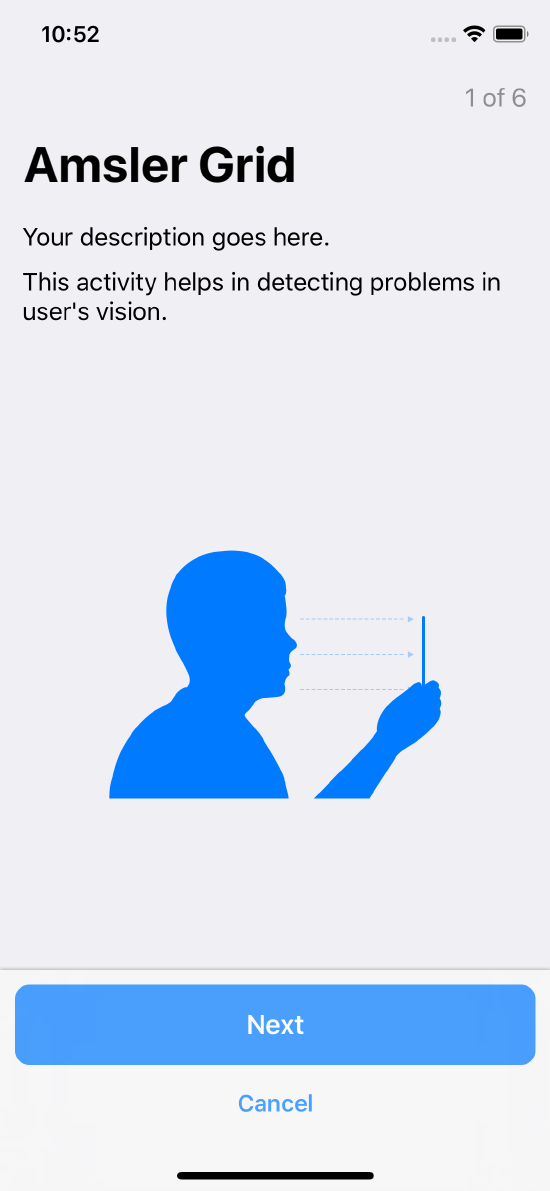 10:52
1 of 6
Amsler Grid
Your description goes here.
This activity helps in detecting problems in
user's vision.
Next
Cancel